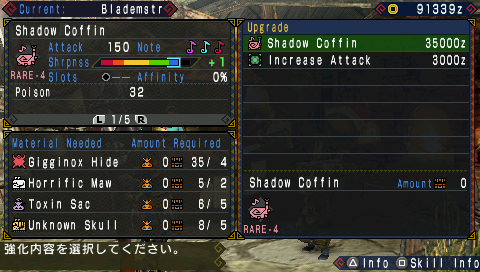 Current: Blademstr
91339z
Shadow Coffin
Attack 150 Note
Shrpnss +1
RARE-4 Slots ―― Affinity 0%
Poison 32
L 1/5 R
Material Needed Amount Required
Gigginox Hide 0 35/ 4
Horrific Maw 0 5/ 2
Toxin Sac 0 6/ 5
Unknown Skull 0 8/ 5
Upgrade
Shadow Coffin 35000z
Increase Attack 3000z
Shadow Coffin Amount 0
RARE-4
強化内容を選択してください。
Info Skill Info